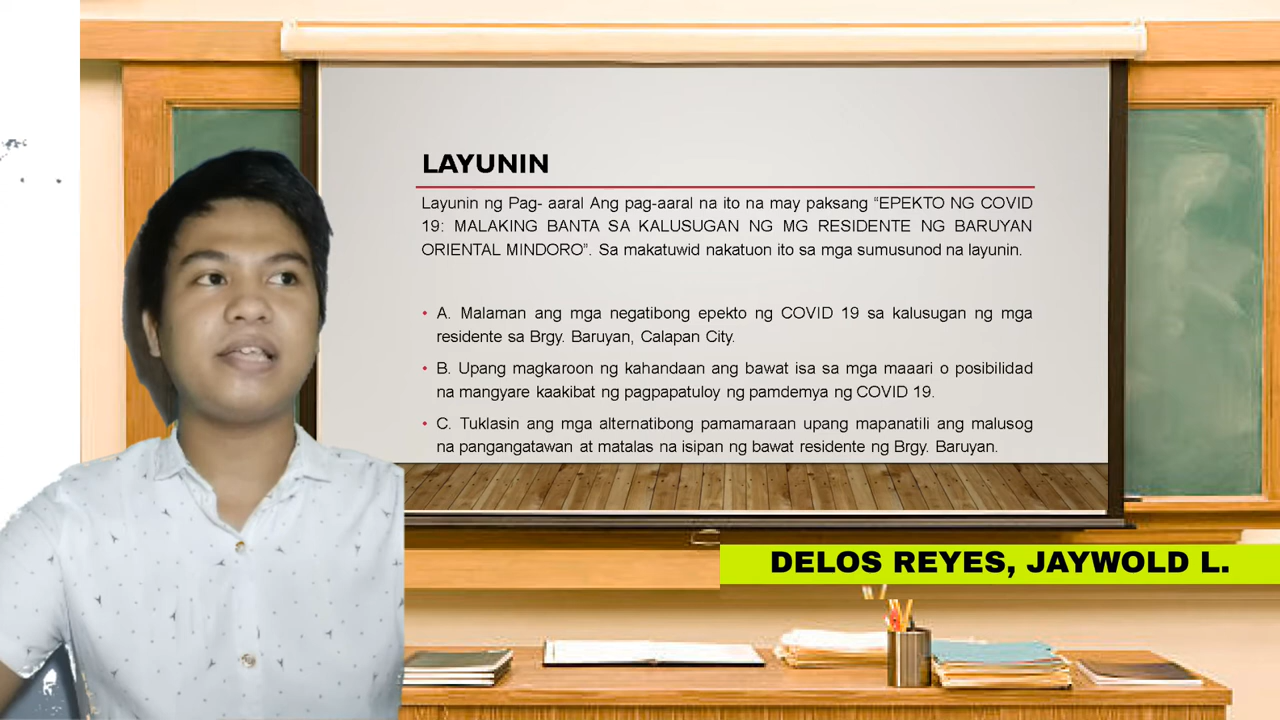 LAYUNIN
Layunin ng Pag- aaral Ang pag-aaral na ito na may paksang “EPEKTO NG COVID
19: MALAKING BANTA SA KALUSUGAN NG MG RESIDENTE NG BARUYAN
ORIENTAL MINDORO”. Sa makatuwid nakatuon ito sa mga sumusunod na layunin.
• A. Malaman ang mga negatibong epekto ng COVID 19 sa kalusugan ng mga
residente sa Brgy. Baruyan, Calapan City.
• B. Upang magkaroon ng kahandaan ang bawat isa sa mga maaari o posibilidad
na mangyare kaakibat ng pagpapatuloy ng pamdemya ng COVID 19.
• C. Tuklasin ang mga alternatibong pamamaraan upang mapanatili ang malusog
na pangangatawan at matalas na isipan ng bawat residente ng Brgy. Baruyan.
DELOS REYES, JAYWOLD L.